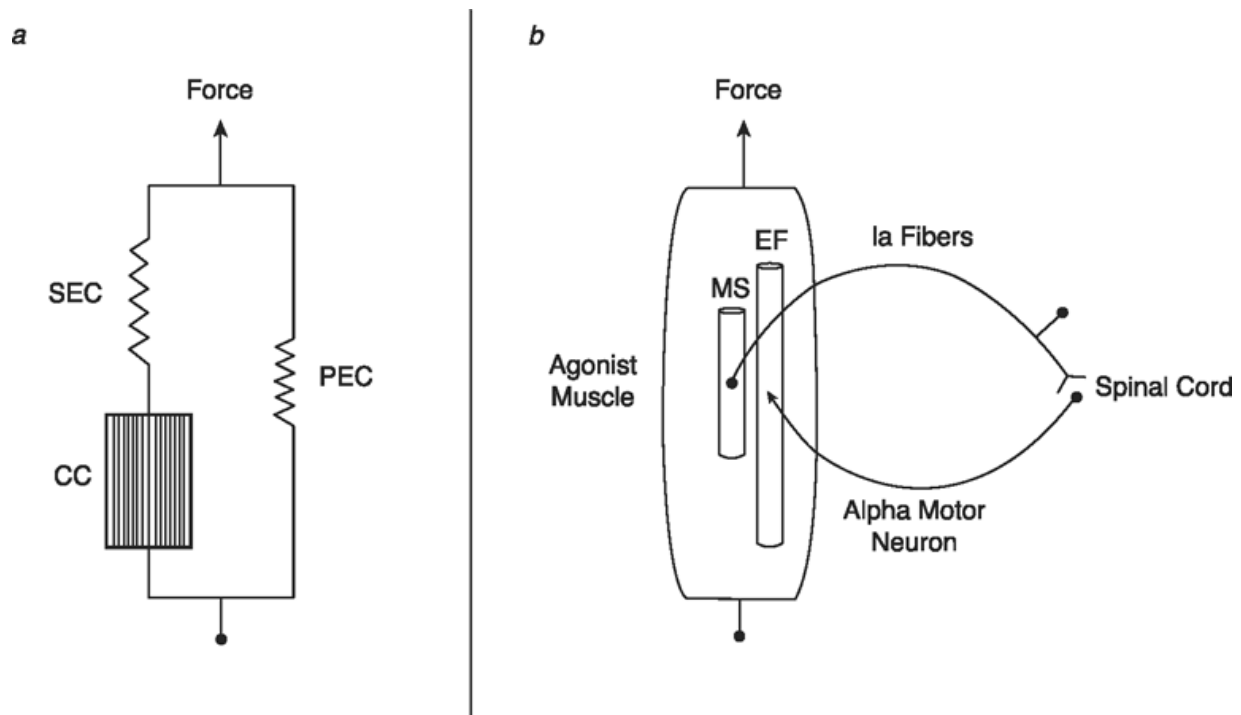 a
Force
SEC
PEC
CC
b
Force
EF
MS
Ia Fibers
Agonist
Muscle
Spinal Cord
Alpha Motor
Neuron